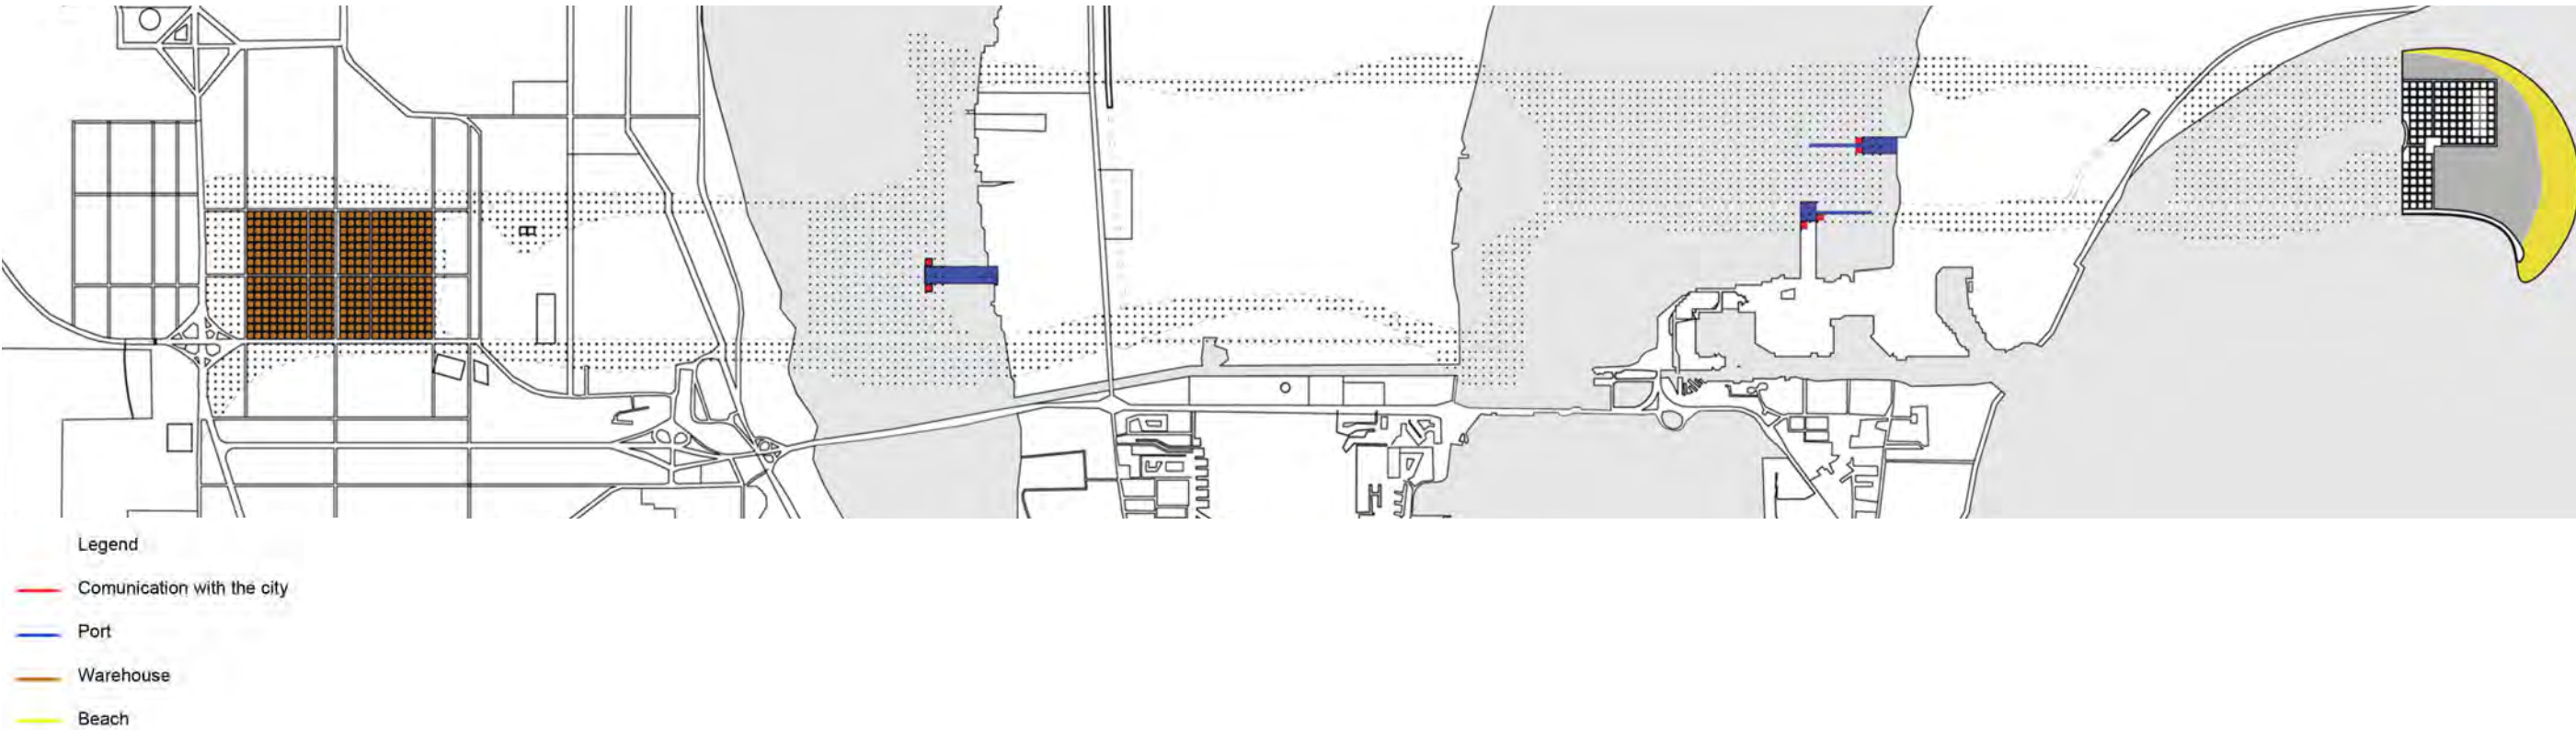 Legend
Comunication with the city
Port
Warehouse
Beach